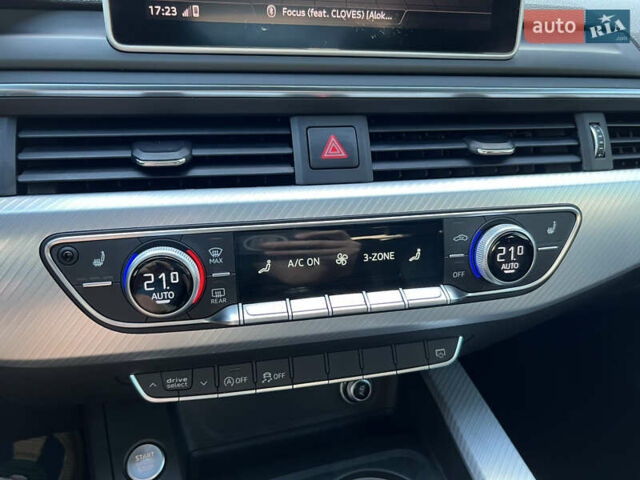 17:23
Focus (feat. CLOVES) [Alok...
auto RIA
.com
MAX
REAR
21.0
AUTO
A/C ON
3-ZONE
OFF
21.0
AUTO
drive select
OFF
OFF
START